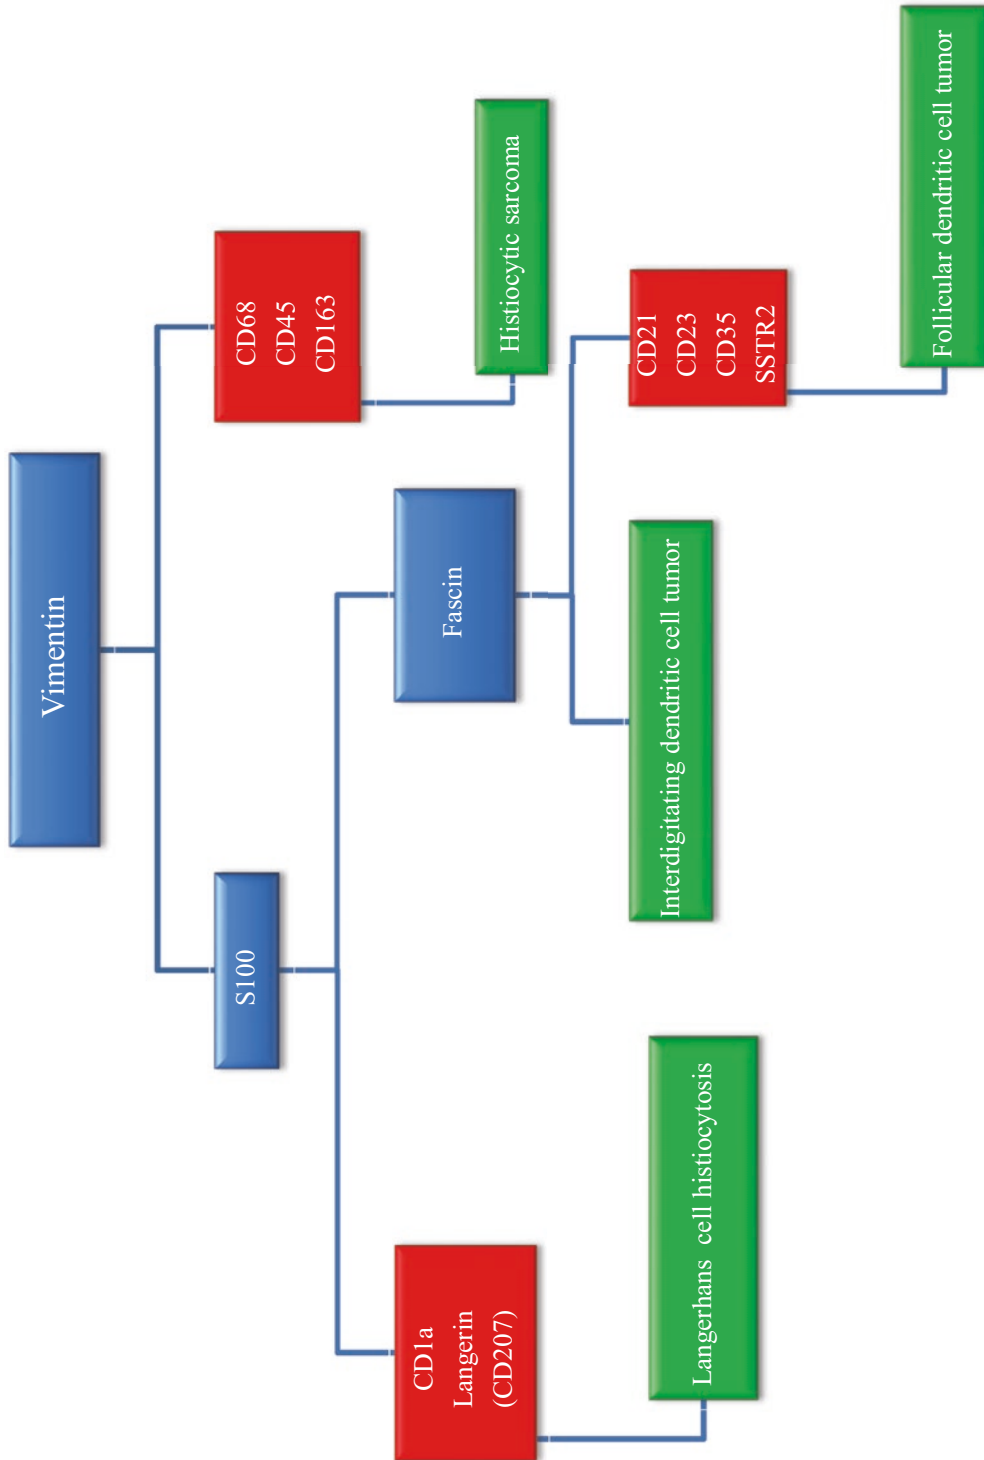 Vimentin
S100
CD68
CD45
CD163
CD1a
Langerin
(CD207)
Fascin
Histiocytic sarcoma
Langerhans cell histiocytosis
Interdigitating dendritic cell tumor
CD21
CD23
CD35
SSTR2
Follicular dendritic cell tumor